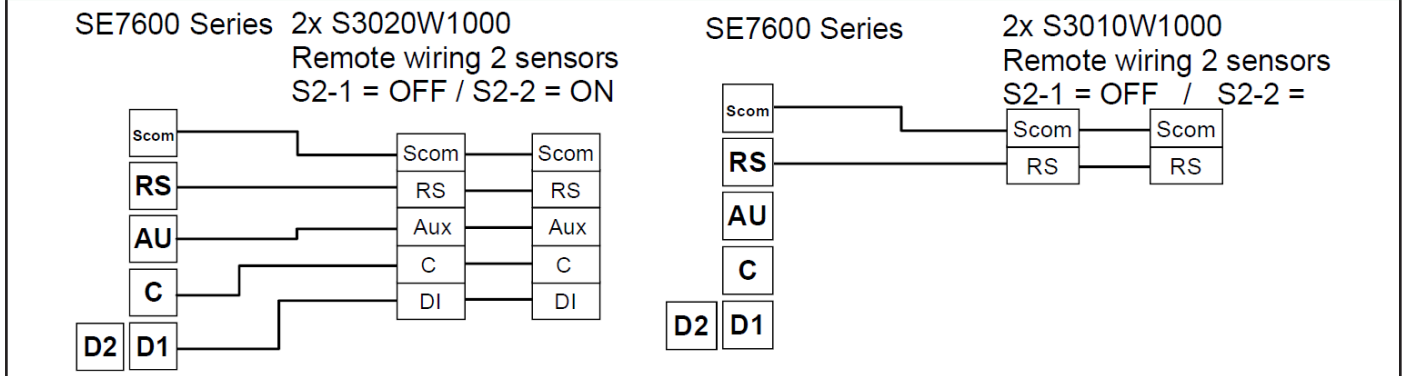 SE7600 Series
2x S3020W1000
Remote wiring 2 sensors
S2-1 = OFF / S2-2 = ON
Scom
RS
AU
C
D2 D1
Scom Scom
RS RS
Aux Aux
C C
DI DI
SE7600 Series
2x S3010W1000
Remote wiring 2 sensors
S2-1 = OFF / S2-2 =
Scom
RS
AU
C
D2 D1
Scom Scom
RS RS